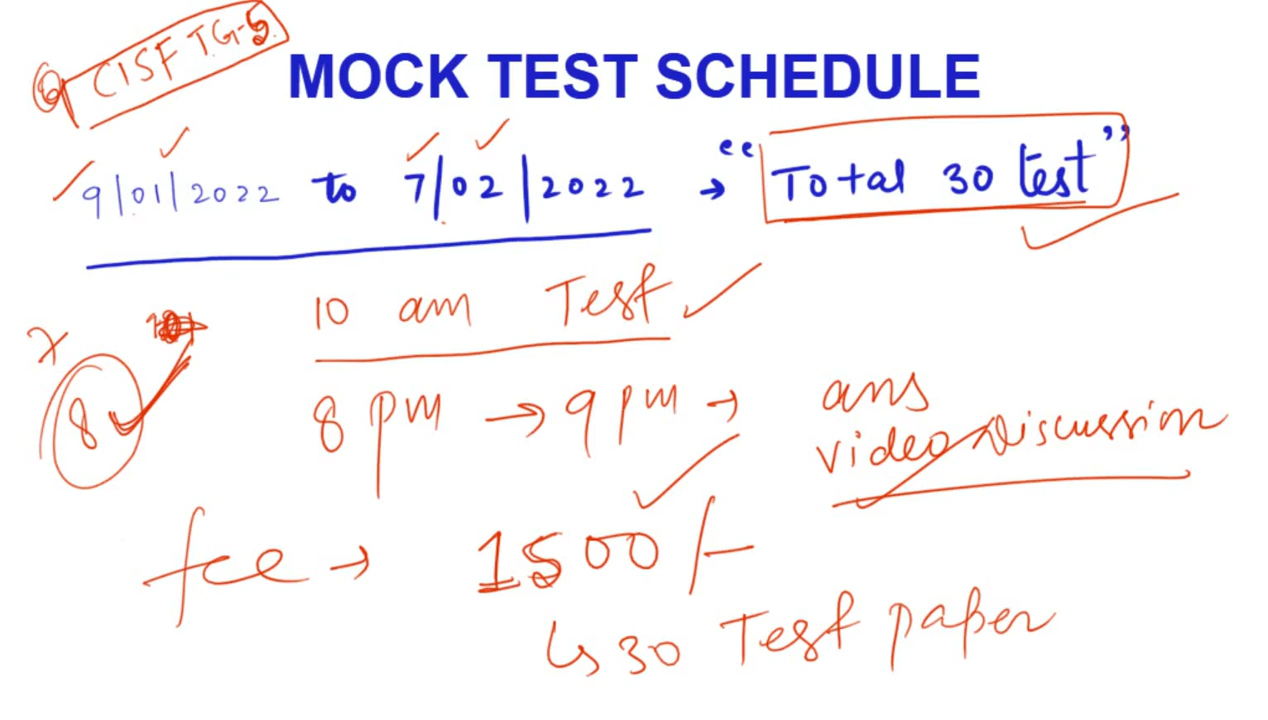 CISF TG-5
MOCK TEST SCHEDULE
9/01/2022 to 7/02/2022 → "Total 30 test"
10 am Test
8
8 pm → 9 pm → ans
video Discussion
fee → 1500/-
↳ 30 Test paper